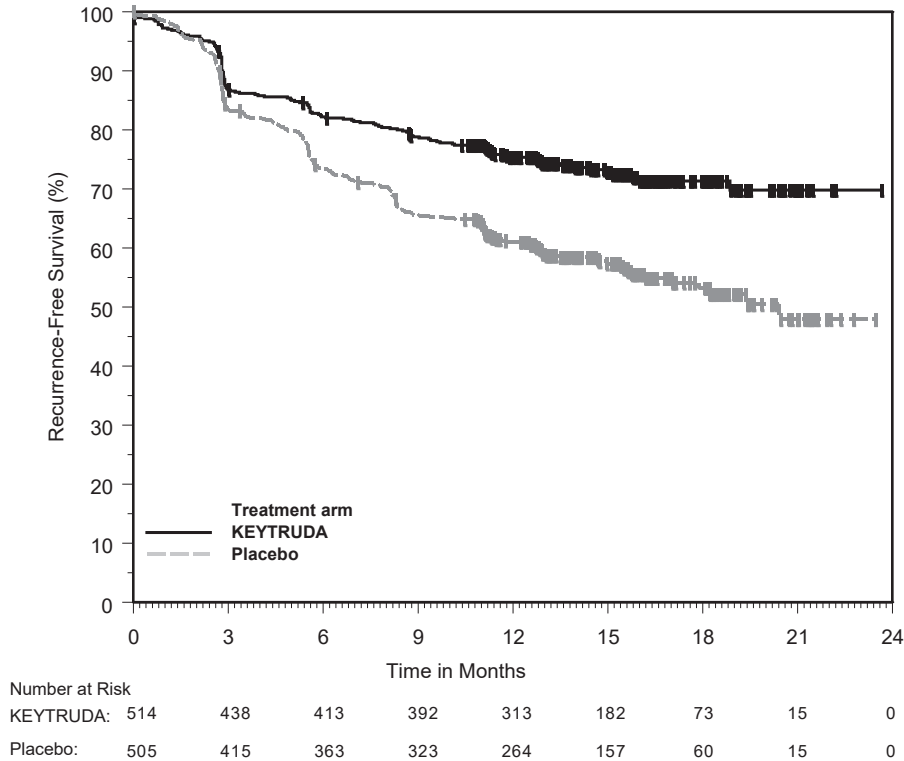 100
90
80
70
60
50
40
30
20
10
0
Recurrence-Free Survival (%)
Treatment arm
KEYTRUDA
Placebo
0 3 6 9 12 15 18 21 24
Time in Months
Number at Risk
KEYTRUDA: 514 438 413 392 313 182 73 15 0
Placebo: 505 415 363 323 264 157 60 15 0